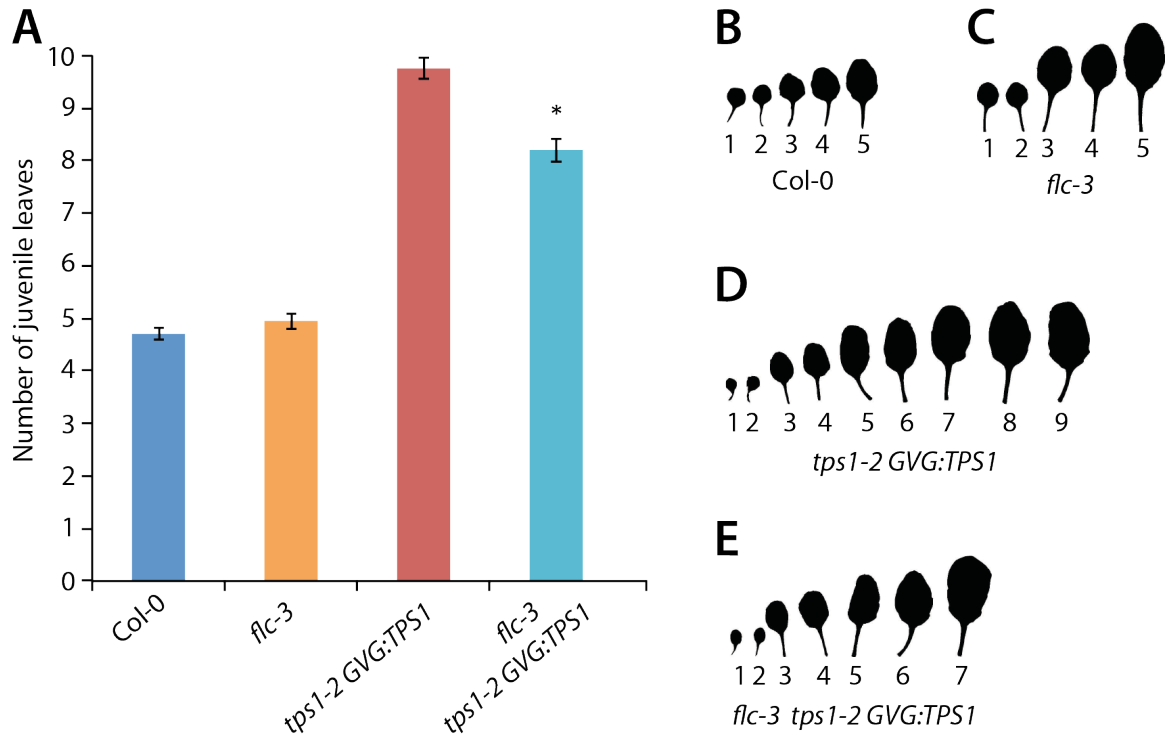 A
Number of juvenile leaves
10
9
8
7
6
5
4
3
2
1
0
*
Col-0
flc-3
tps1-2 GVG:TPS1
flc-3
tps1-2 GVG:TPS1
B
1 2 3 4 5
Col-0
C
1 2 3 4 5
flc-3
D
1 2 3 4 5 6 7 8 9
tps1-2 GVG:TPS1
E
1 2 3 4 5 6 7
flc-3 tps1-2 GVG:TPS1